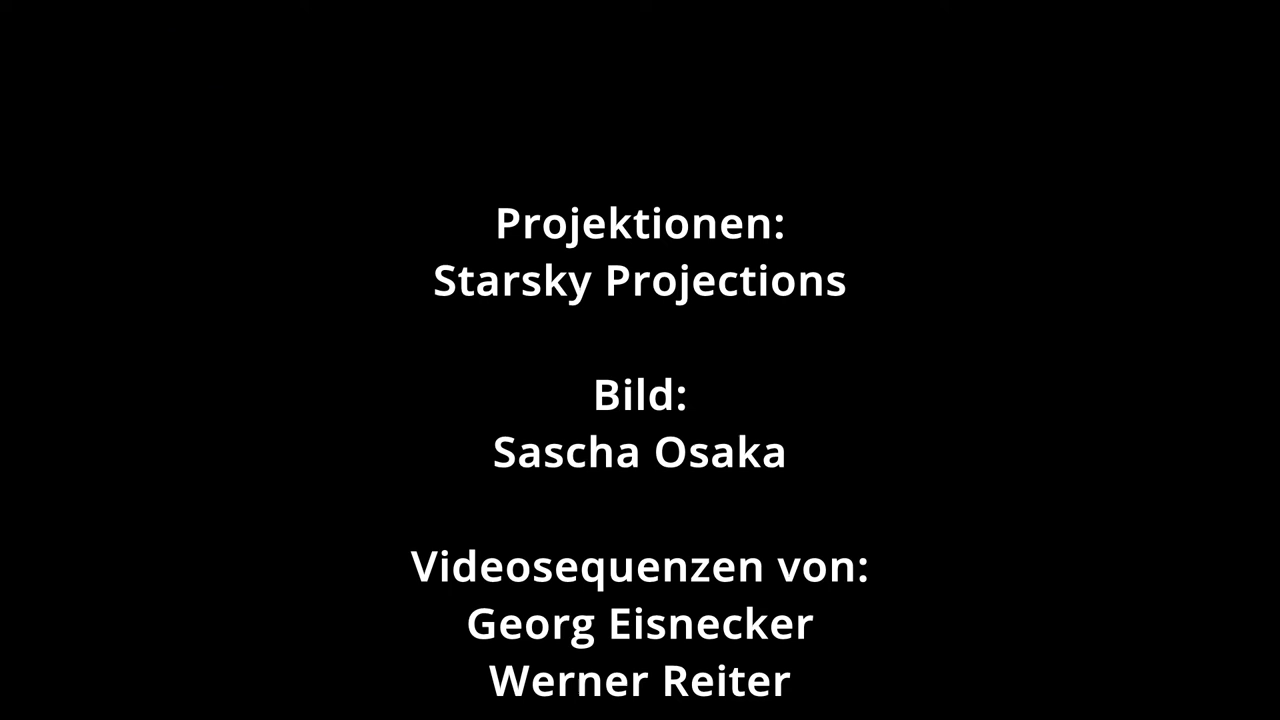 Projektionen:
Starsky Projections
Bild:
Sascha Osaka
Videosequenzen von:
Georg Eisnecker
Werner Reiter